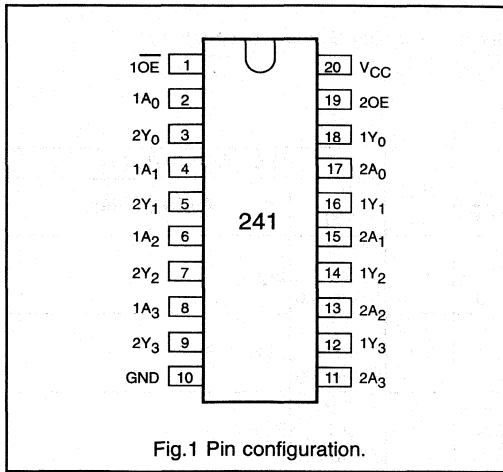 1O̅E̅ 1 20 VCC
1A0 2 19 2OE
2Y0 3 18 1Y0
1A1 4 17 2A0
2Y1 5 16 1Y1
1A2 6 15 2A1
2Y2 7 14 1Y2
1A3 8 13 2A2
2Y3 9 12 1Y3
GND 10 11 2A3
241
Fig.1 Pin configuration.